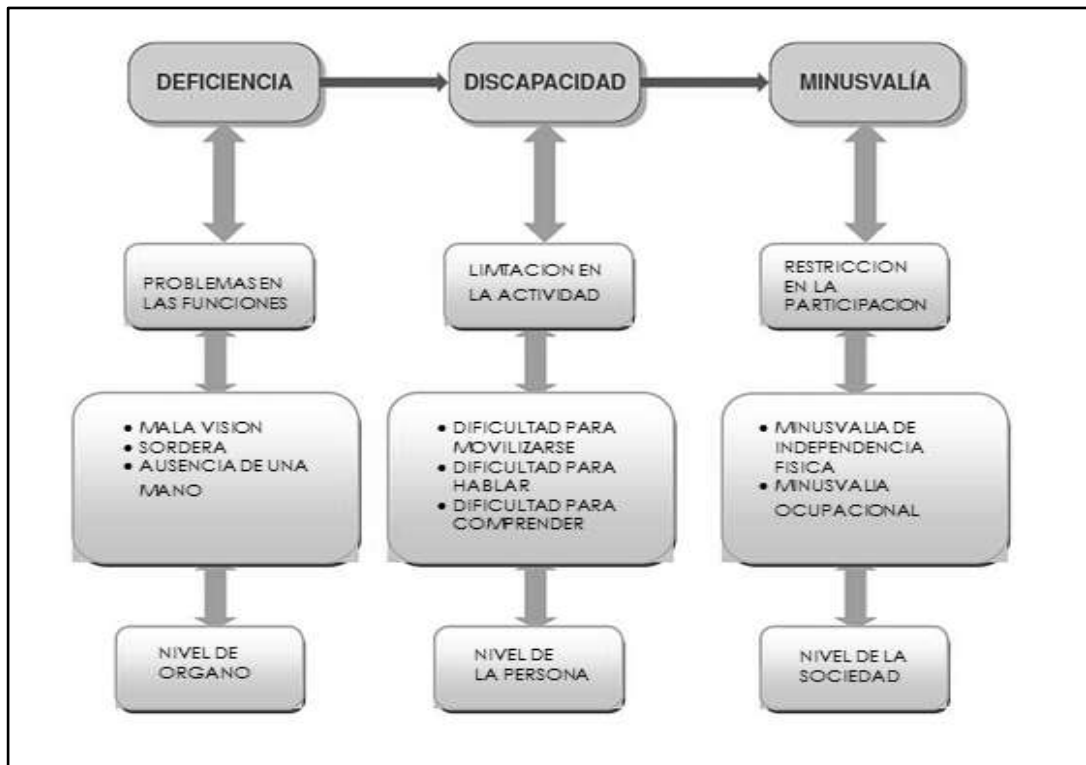 DEFICIENCIA
DISCAPACIDAD
MINUSVALÍA
PROBLEMAS EN
LAS FUNCIONES
LIMTACION EN
LA ACTIVIDAD
RESTRICCION
EN LA
PARTICIPACION
• MALA VISION
• SORDERA
• AUSENCIA DE UNA
MANO
• DIFICULTAD PARA
MOVILIZARSE
• DIFICULTAD PARA
HABLAR
• DIFICULTAD PARA
COMPRENDER
• MINUSVALIA DE
INDEPENDENCIA
FISICA
• MINUSVALIA
OCUPACIONAL
NIVEL DE
ORGANO
NIVEL DE
LA PERSONA
NIVEL DE LA
SOCIEDAD